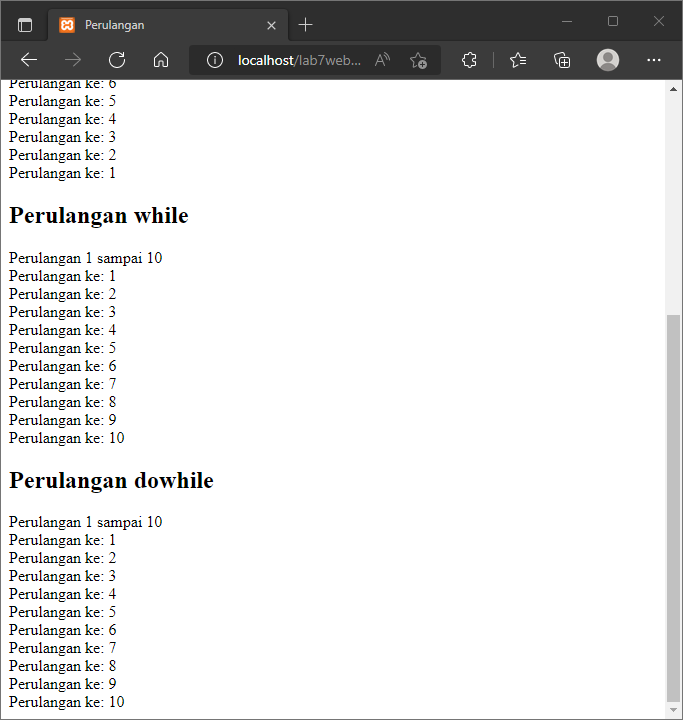 Perulangan
localhost/lab7web...
Perulangan ke: 6
Perulangan ke: 5
Perulangan ke: 4
Perulangan ke: 3
Perulangan ke: 2
Perulangan ke: 1
Perulangan while
Perulangan 1 sampai 10
Perulangan ke: 1
Perulangan ke: 2
Perulangan ke: 3
Perulangan ke: 4
Perulangan ke: 5
Perulangan ke: 6
Perulangan ke: 7
Perulangan ke: 8
Perulangan ke: 9
Perulangan ke: 10
Perulangan dowhile
Perulangan 1 sampai 10
Perulangan ke: 1
Perulangan ke: 2
Perulangan ke: 3
Perulangan ke: 4
Perulangan ke: 5
Perulangan ke: 6
Perulangan ke: 7
Perulangan ke: 8
Perulangan ke: 9
Perulangan ke: 10